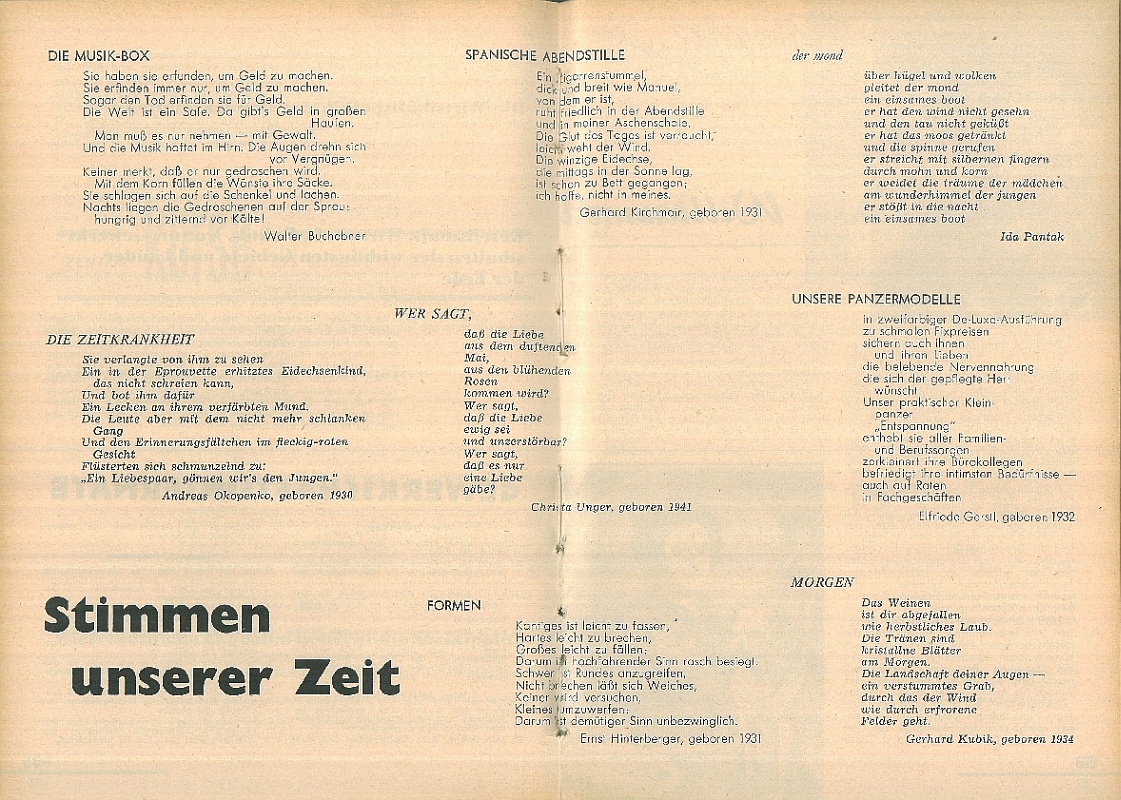 DIE MUSIK-BOX
Sie haben sie erfunden, um Geld zu machen.
Sie erfinden immer nur, um Geld zu machen.
Sogar den Tod erfinden sie für Geld.
Die Welt ist ein Safe. Da gibt's Geld in großen
Haufen.
Man muß es nur nehmen — mit Gewalt.
Und die Musik haftet im Hirn. Die Augen drehn sich
vor Vergnügen.
Keiner merkt, daß er nur gedroschen wird.
Mit dem Korn füllen die Wänste ihre Säcke.
Sie schlagen sich auf die Schenkel und lachen.
Nachts liegen die Gedroschenen auf der Spreu:
hungrig und zitternd vor Kälte!
Walter Buchebner
DIE ZEITKRANKHEIT
Sie verlangte von ihm zu sehen
Ein in der Eprouvette erhitztes Eidechsenkind,
das nicht schreien kann,
Und bot ihm dafür
Ein Lecken an ihrem verfärbten Mund.
Die Leute aber mit dem nicht mehr schlanken
Gang
Und den Erinnerungsfältchen im fleckig-roten
Gesicht
Flüsterten sich schmunzelnd zu:
„Ein Liebespaar, gönnen wir's den Jungen."
Andreas Okopenko, geboren 1930
Stimmen
unserer Zeit
SPANISCHE ABENDSTILLE
Ein Zigarrenstummel,
dick und breit wie Manuel,
von dem er ist,
ruht friedlich in der Abendstille
und in meiner Aschenschale.
Die Glut des Tages ist verraucht,
leicht weht der Wind.
Die winzige Eidechse,
die mittags in der Sonne lag,
ist schon zu Bett gegangen;
ich hoffe, nicht in meines.
Gerhard Kirchmair, geboren 1931
WER SAGT,
daß die Liebe
aus dem duftenden
Mai,
aus den blühenden
Rosen
kommen wird?
Wer sagt,
daß die Liebe
ewig sei
und unzerstörbar?
Wer sagt,
daß es nur
eine Liebe
gäbe?
Christa Unger, geboren 1941
FORMEN
Kantiges ist leicht zu fassen,
Hartes leicht zu brechen,
Großes leicht zu fällen;
Darum ist hochfahrender Sinn rasch besiegt.
Schwer ist Rundes anzugreifen,
Nicht brechen läßt sich Weiches,
Keiner wird versuchen,
Kleines umzuwerfen;
Darum ist demütiger Sinn unbezwinglich.
Ernst Hinterberger, geboren 1931
der mond
über hügel und wolken
gleitet der mond
ein einsames boot
er hat den wind nicht gesehn
und den tau nicht geküßt
er hat das moos getränkt
und die spinne gerufen
er streicht mit silbernen fingern
durch mohn und korn
er weidet die träume der mädchen
am wunderhimmel der jungen
er stößt in die nacht
ein einsames boot
Ida Pantak
UNSERE PANZERMODELLE
in zweifarbiger De-Luxe-Ausführung
zu schmalen Fixpreisen
sichern auch Ihnen
und ihren Lieben
die belebende Nervennahrung
die sich der gepflegte Herr
wünscht
Unser praktischer Klein-
panzer
„Entspannung"
enthebt sie aller Familien-
und Berufssorgen
zerkleinert ihre Bürokollegen
befriedigt ihre intimsten Bedürfnisse —
auch auf Raten
in Fachgeschäften
Elfriede Gerstl, geboren 1932
MORGEN
Das Weinen
ist dir abgefallen
wie herbstliches Laub.
Die Tränen sind
kristallne Blätter
am Morgen.
Die Landschaft deiner Augen —
ein verstummtes Grab,
durch das der Wind
wie durch erfrorene
Felder geht.
Gerhard Kubik, geboren 1934